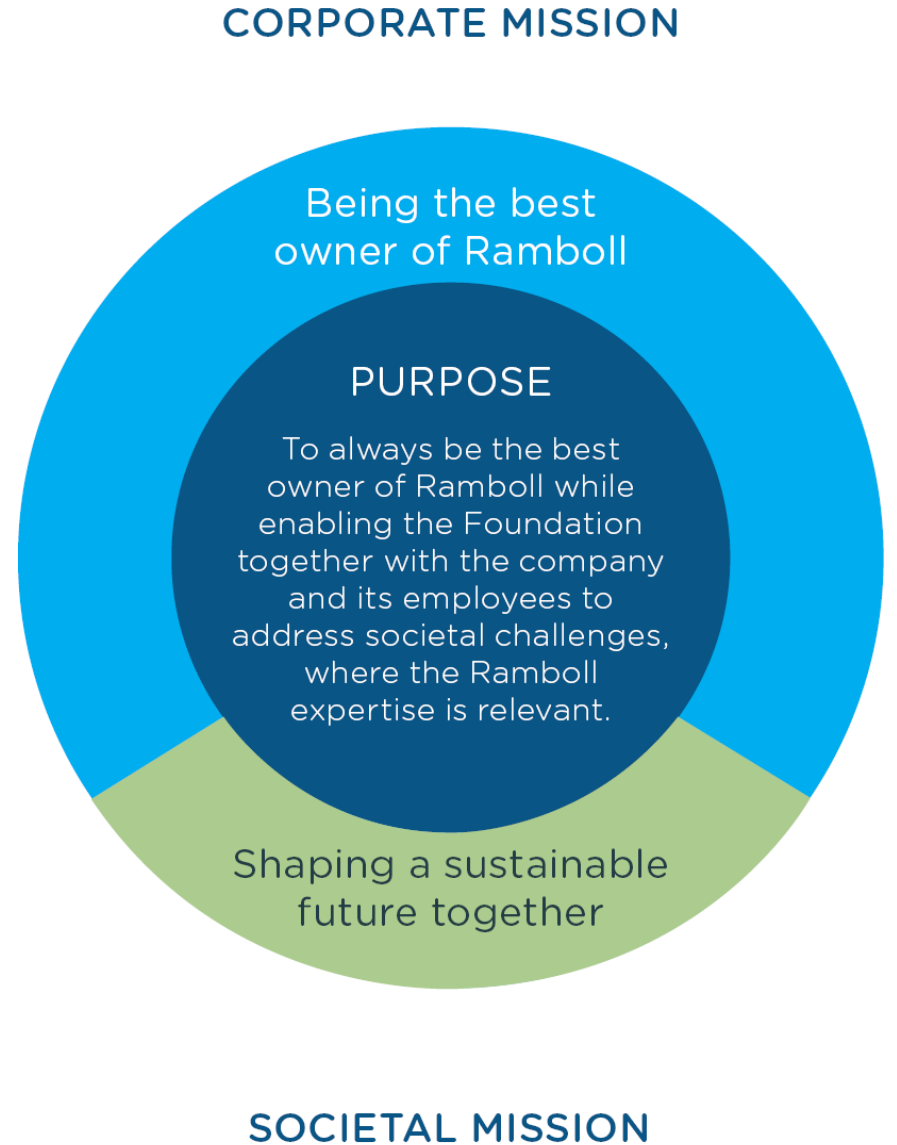 CORPORATE MISSION
Being the best
owner of Ramboll
PURPOSE
To always be the best
owner of Ramboll while
enabling the Foundation
together with the company
and its employees to
address societal challenges,
where the Ramboll
expertise is relevant.
Shaping a sustainable
future together
SOCIETAL MISSION